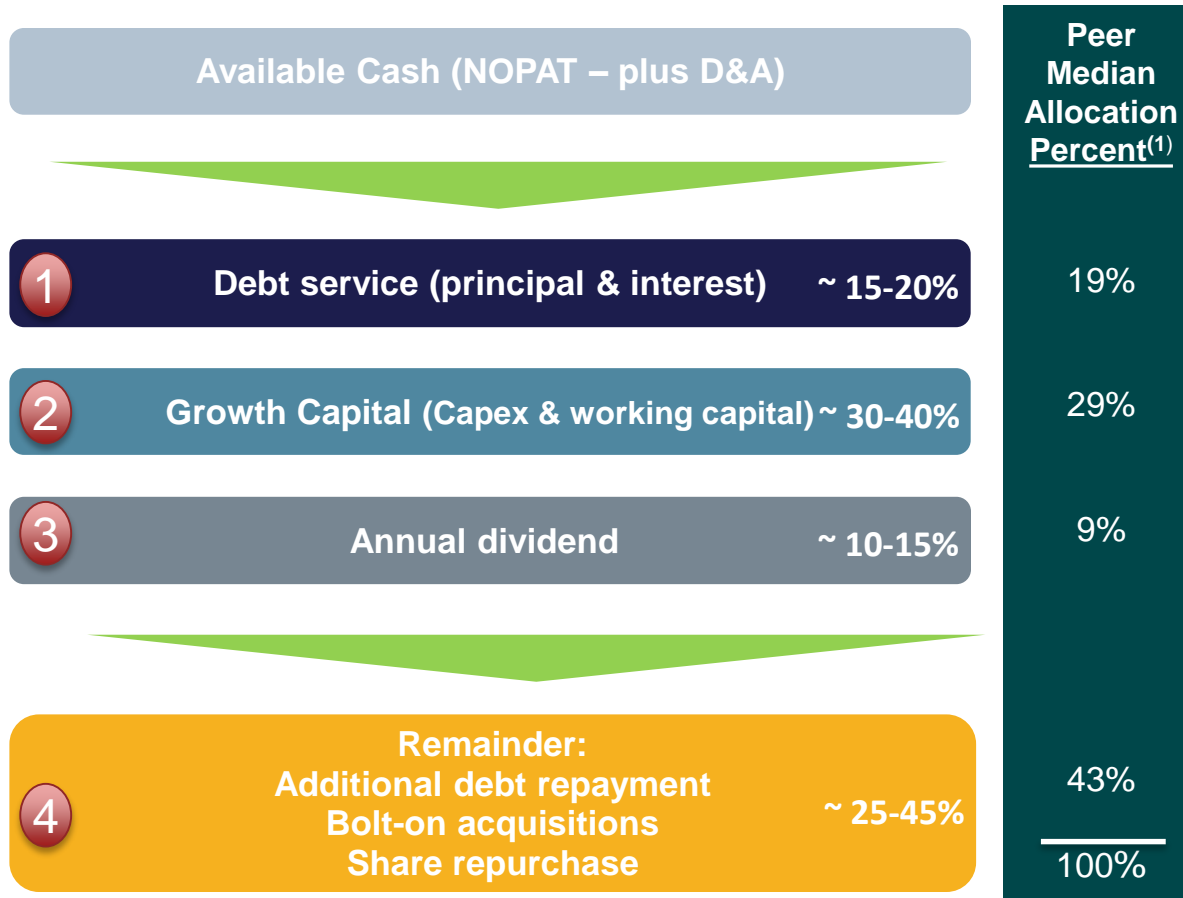 Available Cash (NOPAT – plus D&A)
Peer
Median
Allocation
Percent(1)
1 Debt service (principal & interest) ~ 15-20% 19%
2 Growth Capital (Capex & working capital) ~ 30-40% 29%
3 Annual dividend ~ 10-15% 9%
Remainder:
Additional debt repayment
Bolt-on acquisitions
Share repurchase
4 ~ 25-45% 43%
100%